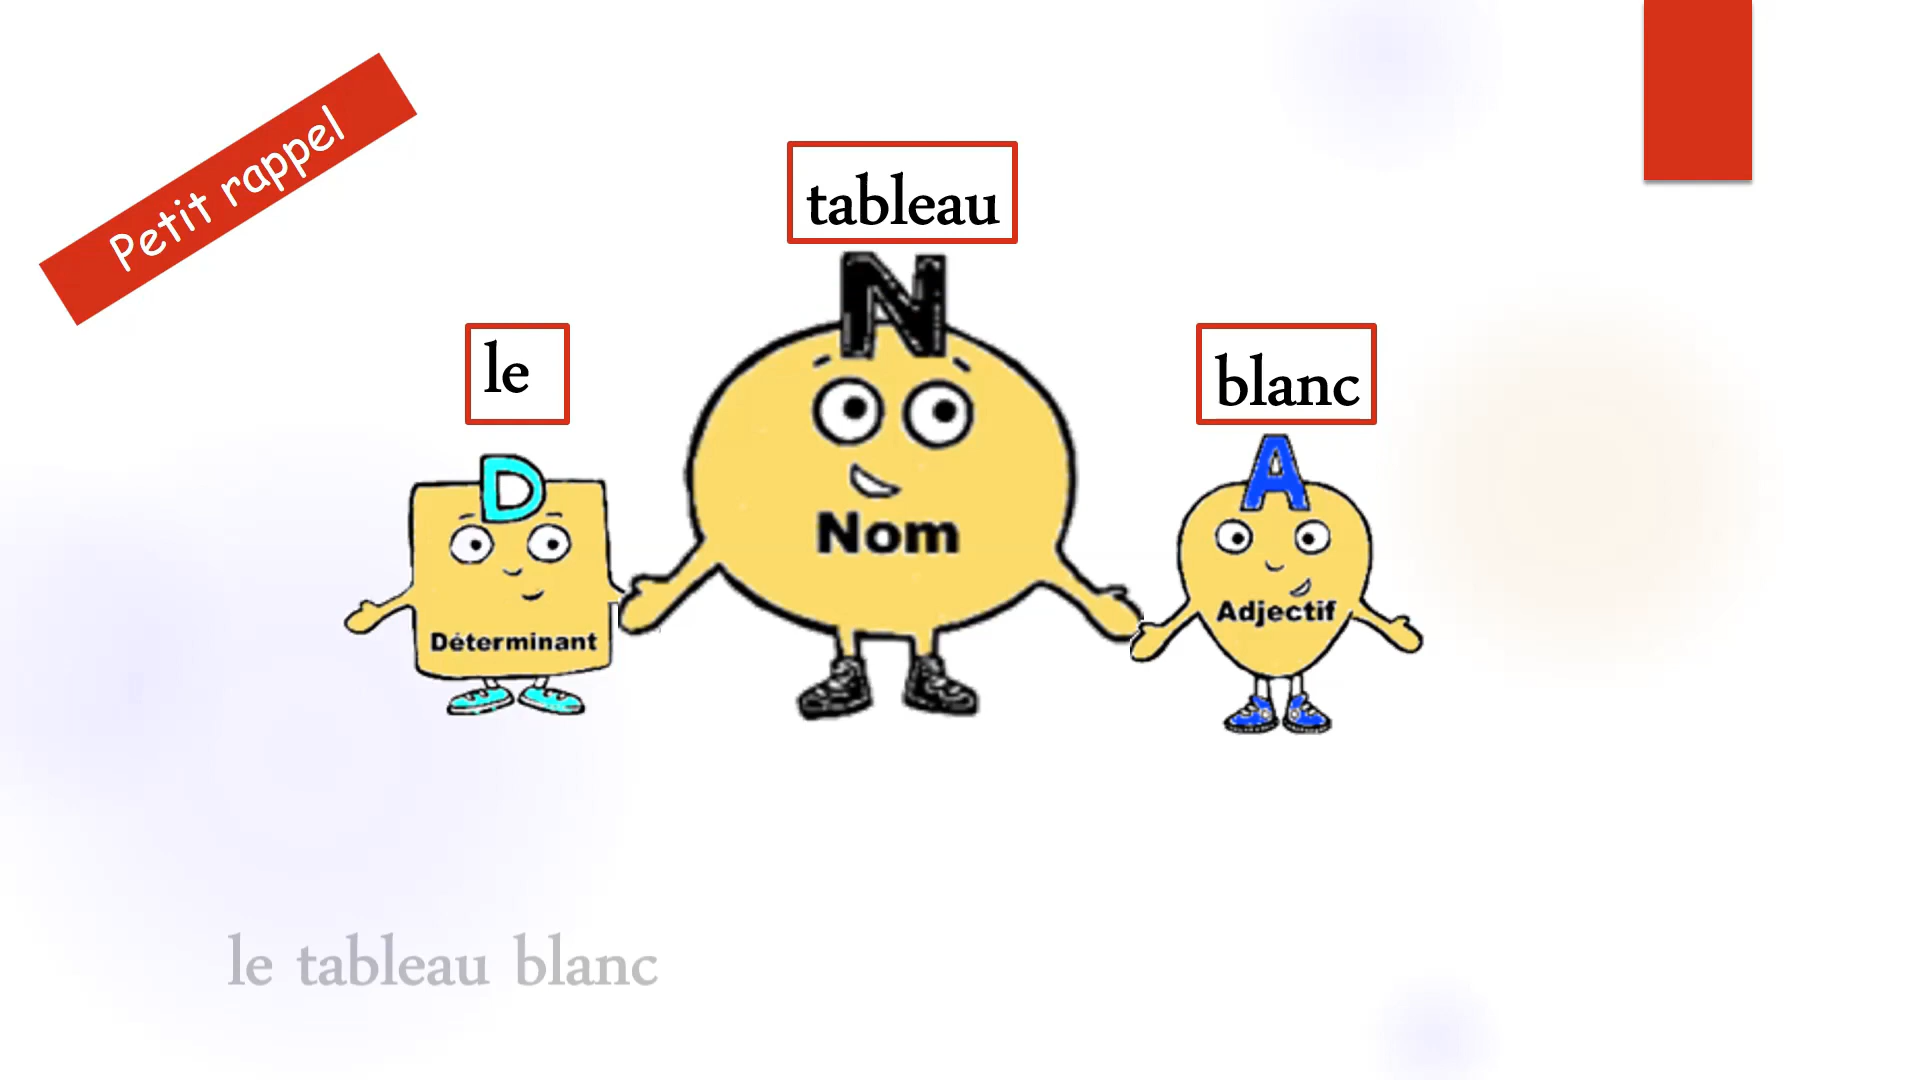 Petit rappel
tableau
le
blanc
N
D
A
Nom
Déterminant
Adjectif
le tableau blanc